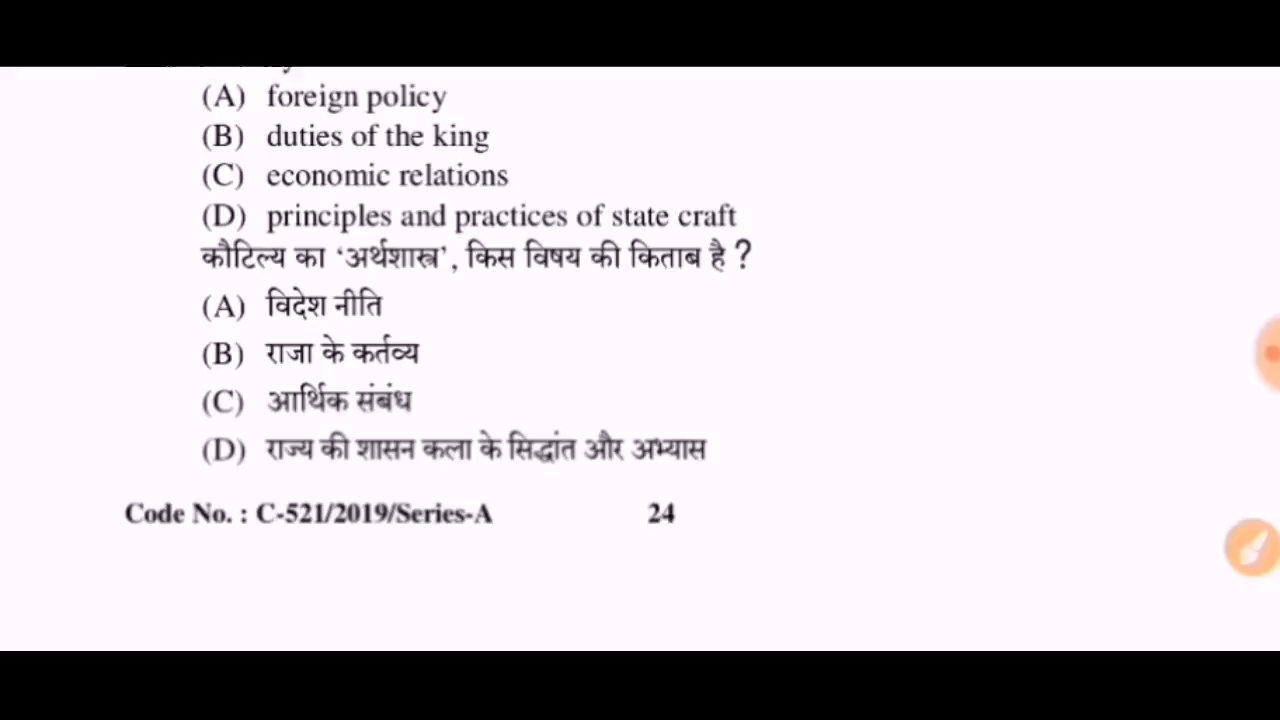 (A) foreign policy
(B) duties of the king
(C) economic relations
(D) principles and practices of state craft
कौटिल्य का ‘अर्थशास्त्र’, किस विषय की किताब है ?
(A) विदेश नीति
(B) राजा के कर्तव्य
(C) आर्थिक संबंध
(D) राज्य की शासन कला के सिद्धांत और अभ्यास
Code No. : C-521/2019/Series-A 24